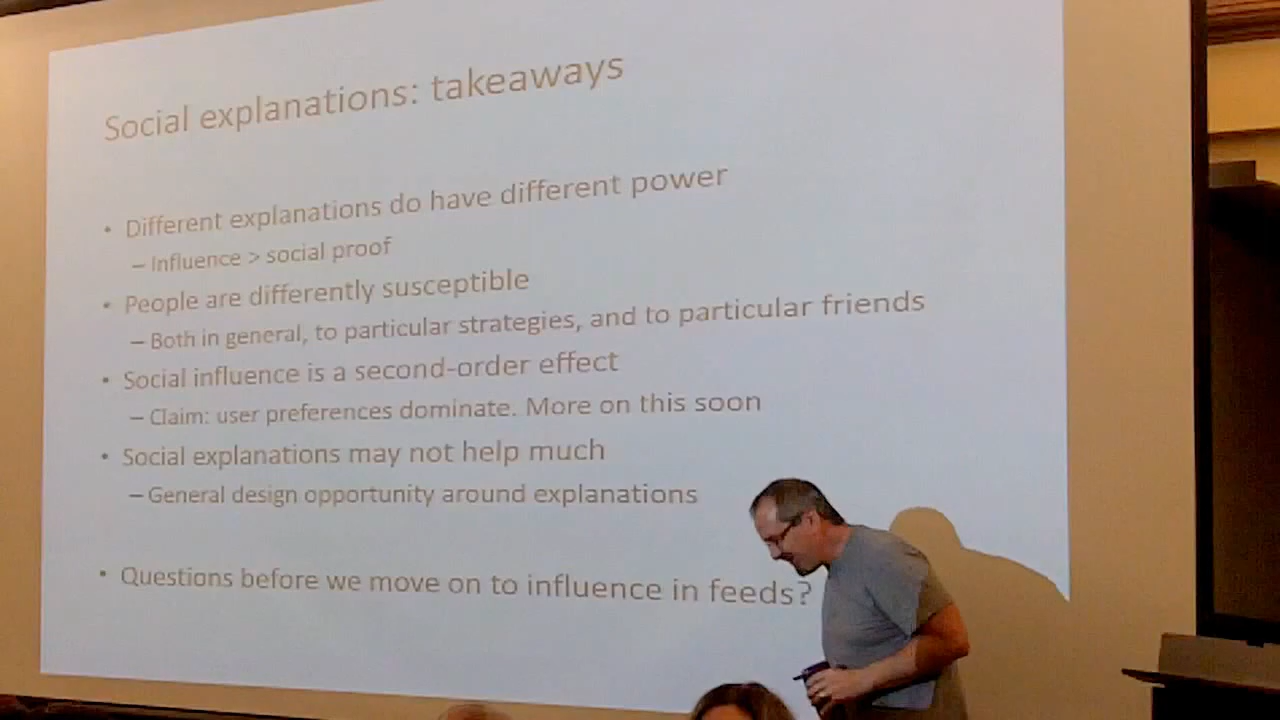 Social explanations: takeaways
• Different explanations do have different power
– Influence > social proof
• People are differently susceptible
– Both in general, to particular strategies, and to particular friends
• Social influence is a second-order effect
– Claim: user preferences dominate. More on this soon
• Social explanations may not help much
– General design opportunity around explanations
• Questions before we move on to influence in feeds?